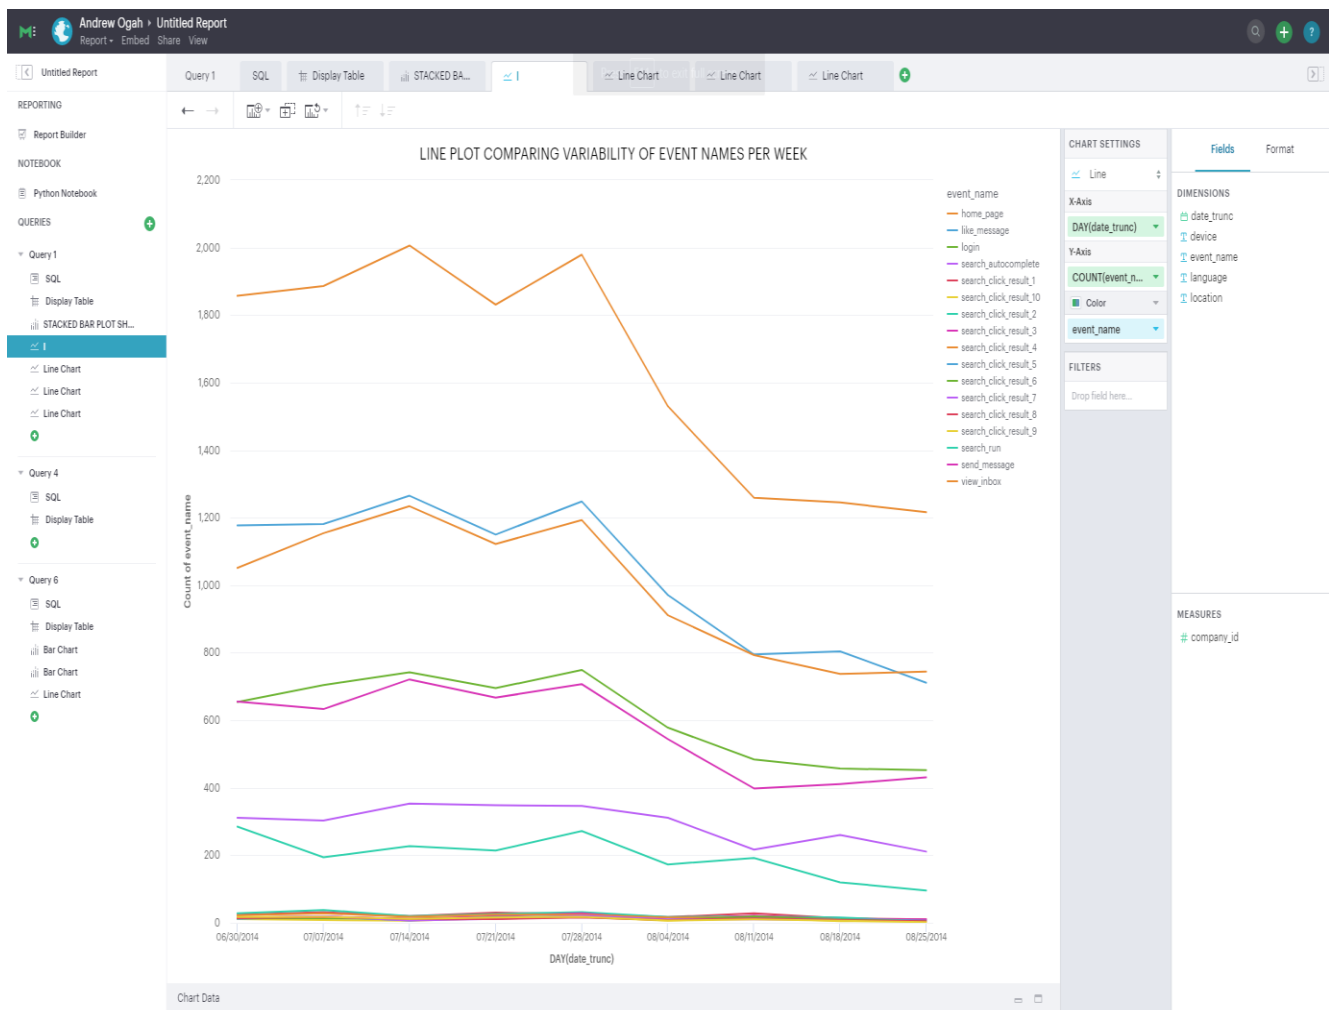 Andrew Ogah › Untitled Report
Report Embed Share View
?
Untitled Report
REPORTING
Report Builder
NOTEBOOK
Python Notebook
QUERIES
Query 1
SQL
Display Table
STACKED BAR PLOT SH...
I
Line Chart
Line Chart
Line Chart
Query 4
SQL
Display Table
Query 6
SQL
Display Table
Bar Chart
Bar Chart
Line Chart
Query 1
SQL
Display Table
STACKED BA...
I
Line Chart
Line Chart
Line Chart
LINE PLOT COMPARING VARIABILITY OF EVENT NAMES PER WEEK
2,200
2,000
1,800
1,600
1,400
1,200
1,000
800
600
400
200
0
Count of event_name
06/30/2014
07/07/2014
07/14/2014
07/21/2014
07/28/2014
08/04/2014
08/11/2014
08/18/2014
08/25/2014
DAY(date_trunc)
event_name
home_page
like_message
login
search_autocomplete
search_click_result_1
search_click_result_10
search_click_result_2
search_click_result_3
search_click_result_4
search_click_result_5
search_click_result_6
search_click_result_7
search_click_result_8
search_click_result_9
search_run
send_message
view_inbox
Chart Data
CHART SETTINGS
Line
X-Axis
DAY(date_trunc)
Y-Axis
COUNT(event_n...
Color
event_name
FILTERS
Drop field here...
Fields
Format
DIMENSIONS
date_trunc
device
event_name
language
location
MEASURES
# company_id